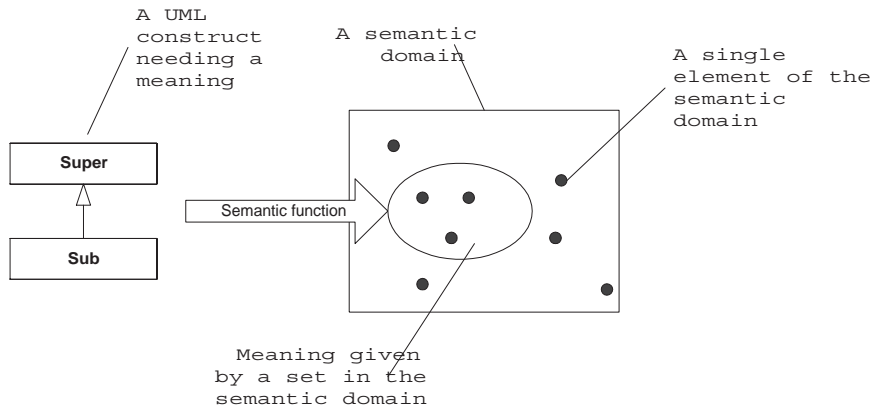 A UML
construct
needing a
meaning
A semantic
domain
A single
element of the
semantic
domain
Super
Semantic function
Sub
Meaning given
by a set in the
semantic domain